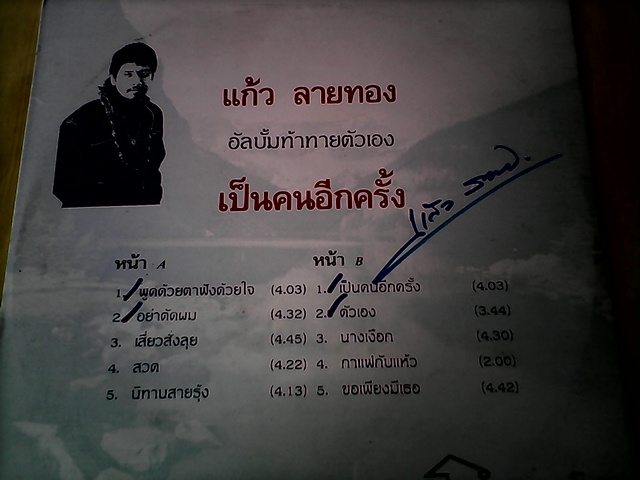 แก้ว ลายทอง
อัลบั้มท้าทายตัวเอง
เป็นคนอีกครั้ง
แก้ว
หน้า A
1. พูดด้วยตาฟังด้วยใจ (4.03)
2. อย่าตัดผม (4.32)
3. เสี่ยวสั่งลุย (4.45)
4. สวด (4.22)
5. นิทานสายรุ้ง (4.13)
หน้า B
1. เป็นคนอีกครั้ง (4.03)
2. ตัวเอง (3.44)
3. นางเงือก (4.30)
4. กาแฟกับแห้ว (2.00)
5. ขอเพียงมีเธอ (4.42)